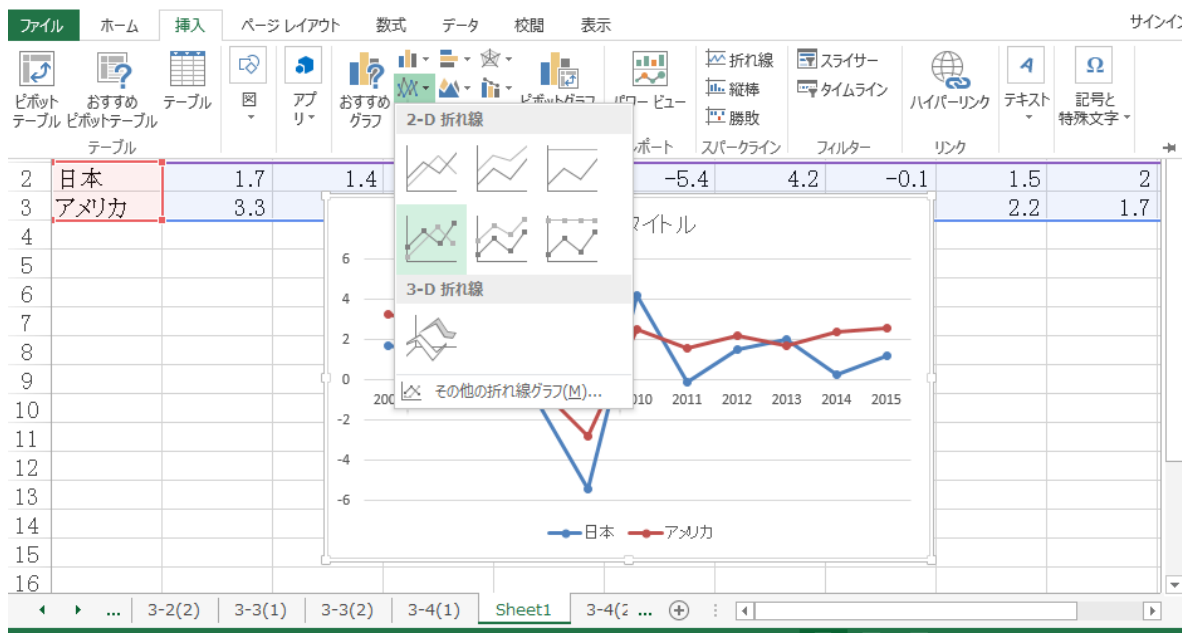 ファイル ホーム 挿入 ページ レイアウト 数式 データ 校閲 表示 サインイン
ピボット
テーブル
おすすめ
ピボットテーブル
テーブル
図
アプ
リ
おすすめ
グラフ
ピボットグラフ
パワー ビュー
折れ線
縦棒
勝敗
スライサー
タイムライン
ハイパーリンク
テキスト
記号と
特殊文字
テーブル
ポート
スパークライン
フィルター
リンク
2-D 折れ線
3-D 折れ線
その他の折れ線グラフ(M)...
2 日本 1.7 1.4 -5.4 4.2 -0.1 1.5 2
3 アメリカ 3.3 2.2 1.7
4
5
6
7
8
9
10
11
12
13
14
15
16
タイトル
6
4
2
0
-2
-4
-6
200 010 2011 2012 2013 2014 2015
日本 アメリカ
... 3-2(2) 3-3(1) 3-3(2) 3-4(1) Sheet1 3-4(2 ...